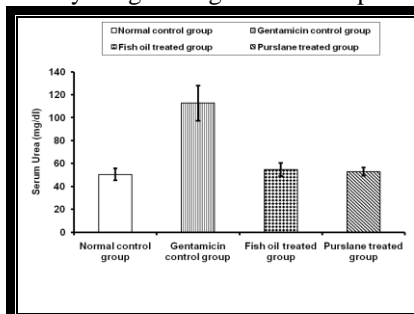 Normal control group
Gentamicin control group
Fish oil treated group
Purslane treated group
Serum Urea (mg/dl)
140
120
100
80
60
40
20
0
Normal control group
Gentamicin control group
Fish oil treated group
Purslane treated group